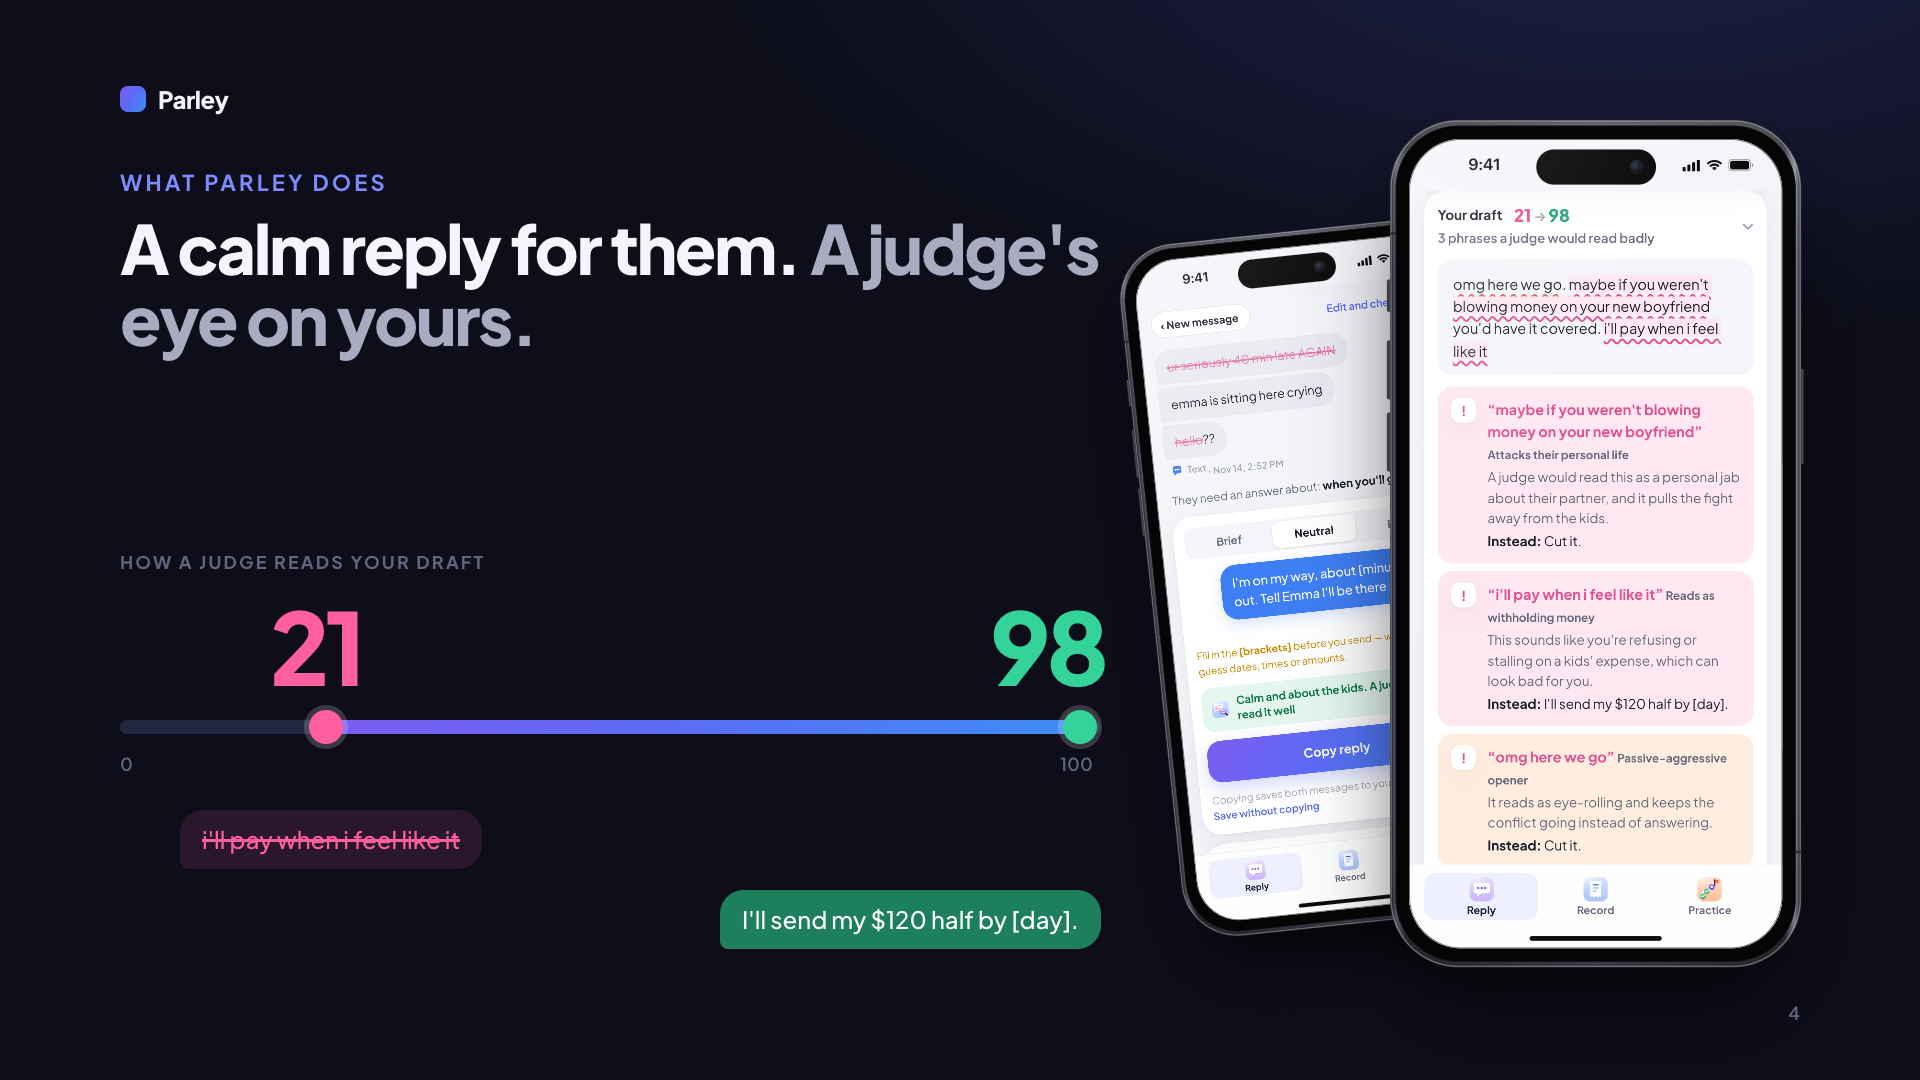 Parley
WHAT PARLEY DOES
A calm reply for them. A judge's
eye on yours.
HOW A JUDGE READS YOUR DRAFT
21
98
0
100
i'll pay when i feel like it
I'll send my $120 half by [day].
9:41
‹ New message
Edit and che
ur seriously 40 min late AGAIN
emma is sitting here crying
hello??
Text . Nov 14, 2:52 PM
They need an answer about: when you'll
Brief
Neutral
I'm on my way, about [minu
out. Tell Emma I'll be there
Fill in the [brackets] before you send —
guess dates, times or amounts.
Calm and about the kids. A ju
read it well
Copy reply
Copying saves both messages to you
Save without copying
Reply
Record
9:41
Your draft 21 → 98
3 phrases a judge would read badly
omg here we go. maybe if you weren't
blowing money on your new boyfriend
you'd have it covered. i'll pay when i feel
like it
! “maybe if you weren't blowing
money on your new boyfriend”
Attacks their personal life
A judge would read this as a personal jab
about their partner, and it pulls the fight
away from the kids.
Instead: Cut it.
! “i'll pay when i feel like it” Reads as
withholding money
This sounds like you're refusing or
stalling on a kids' expense, which can
look bad for you.
Instead: I'll send my $120 half by [day].
! “omg here we go” Passive-aggressive
opener
It reads as eye-rolling and keeps the
conflict going instead of answering.
Instead: Cut it.
Reply
Record
Practice
4